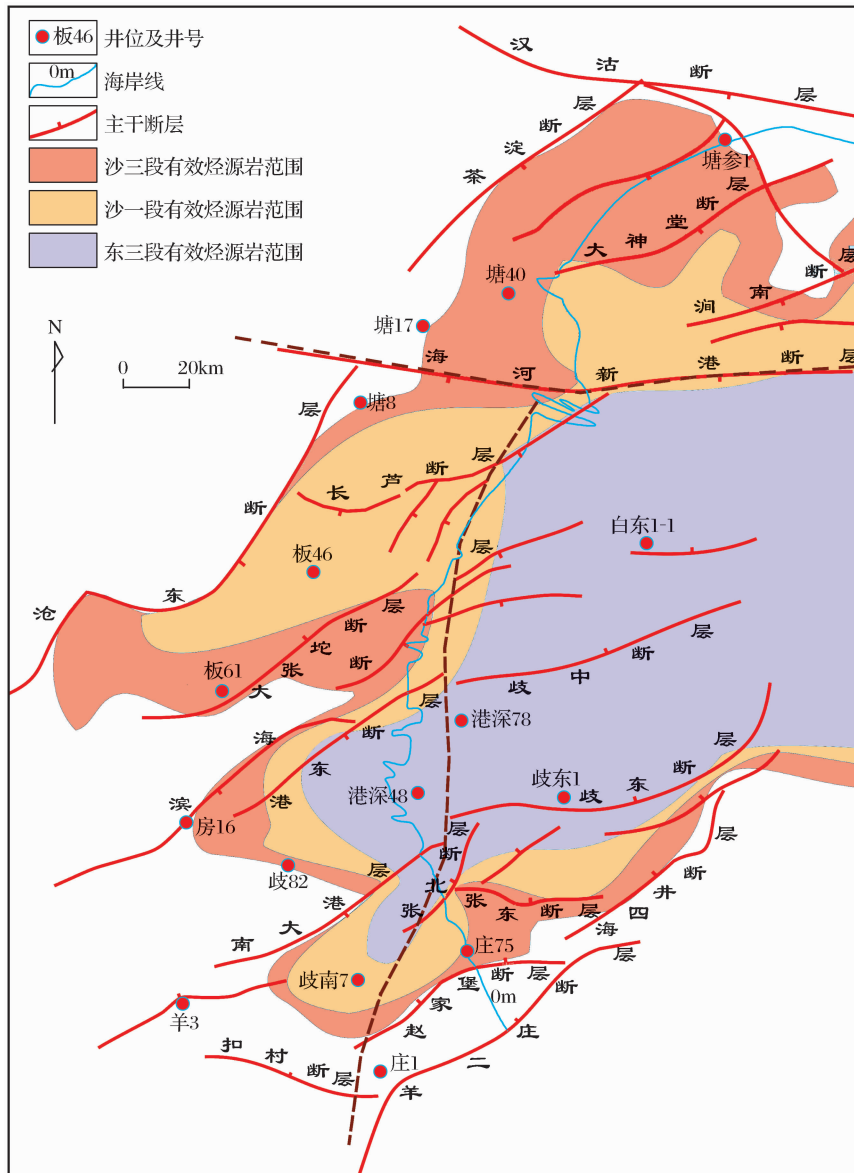 板46 井位及井号
0m 海岸线
主干断层
沙三段有效烃源岩范围
沙一段有效烃源岩范围
东三段有效烃源岩范围
N
0 20km
汉沽断层
茶淀断层
塘参1
大神堂断层
塘40
涧南断层
塘17
海河新港断层
塘8
沧东断层
长芦断层
白东1-1
板46
层
大张坨断层
断
板61
歧中断层
港深78
滨海
港东断层
港深48
歧东1
歧东断层
房16
歧82
南大港层
张北断层
张东断层
海四井断层
庄75
歧南7
0m
赵家堡断层
羊3
扣村断层
庄1
羊二庄断层